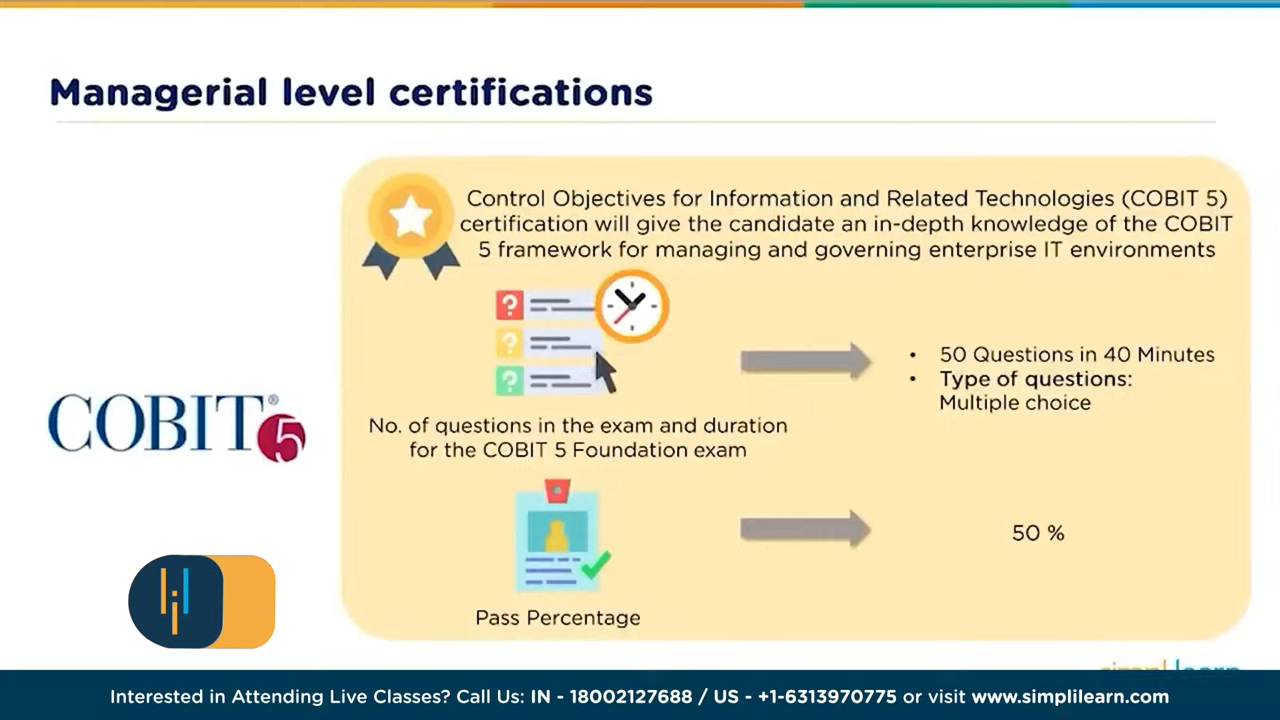 Managerial level certifications
Control Objectives for Information and Related Technologies (COBIT 5)
certification will give the candidate an in-depth knowledge of the COBIT
5 framework for managing and governing enterprise IT environments
? 
?
?
• 50 Questions in 40 Minutes
• Type of questions:
Multiple choice
COBIT® 5
No. of questions in the exam and duration
for the COBIT 5 Foundation exam
50 %
Pass Percentage
simplilearn
Interested in Attending Live Classes? Call Us: IN - 18002127688 / US - +1-6313970775 or visit www.simplilearn.com